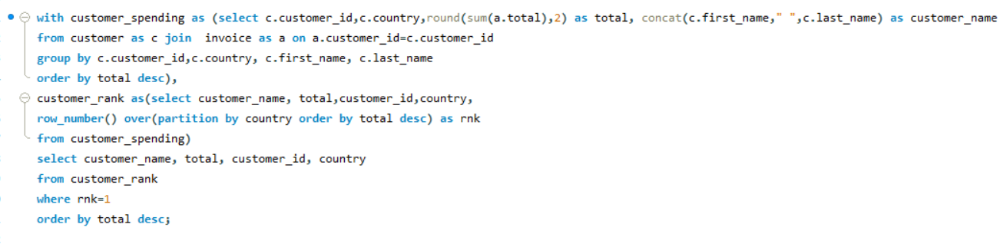 with customer_spending as (select c.customer_id,c.country,round(sum(a.total),2) as total, concat(c.first_name," ",c.last_name) as customer_name
from customer as c join  invoice as a on a.customer_id=c.customer_id
group by c.customer_id,c.country, c.first_name, c.last_name
order by total desc),
customer_rank as(select customer_name, total,customer_id,country,
row_number() over(partition by country order by total desc) as rnk
from customer_spending)
select customer_name, total, customer_id, country
from customer_rank
where rnk=1
order by total desc;